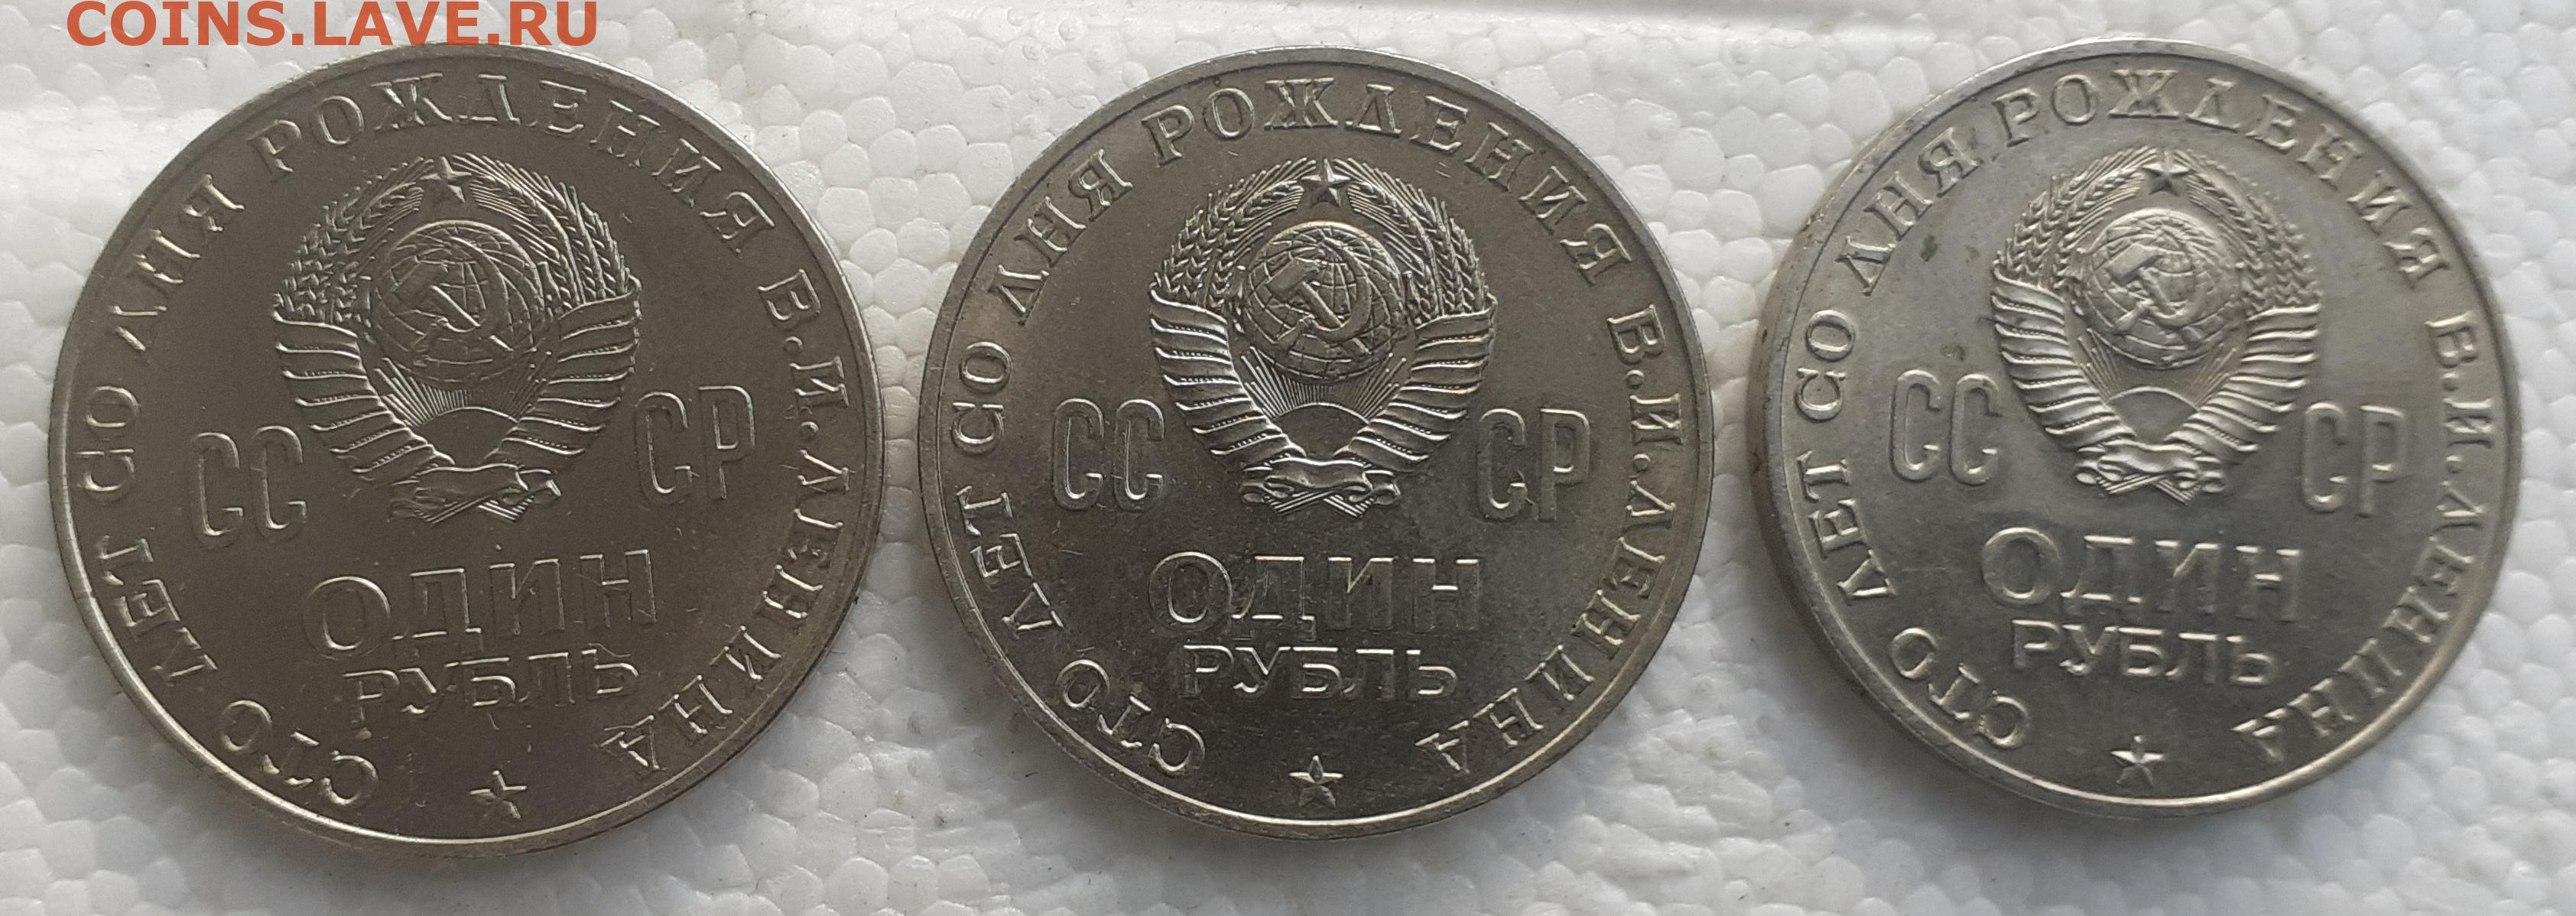 COINS.LAVE.RU
СТО ЛЕТ СО ДНЯ РОЖДЕНИЯ В.И.ЛЕНИНА
СС СР
ОДИН
РУБЛЬ
СТО ЛЕТ СО ДНЯ РОЖДЕНИЯ В.И.ЛЕНИНА
СС СР
ОДИН
РУБЛЬ
СТО ЛЕТ СО ДНЯ РОЖДЕНИЯ В.И.ЛЕНИНА
СС СР
ОДИН
РУБЛЬ